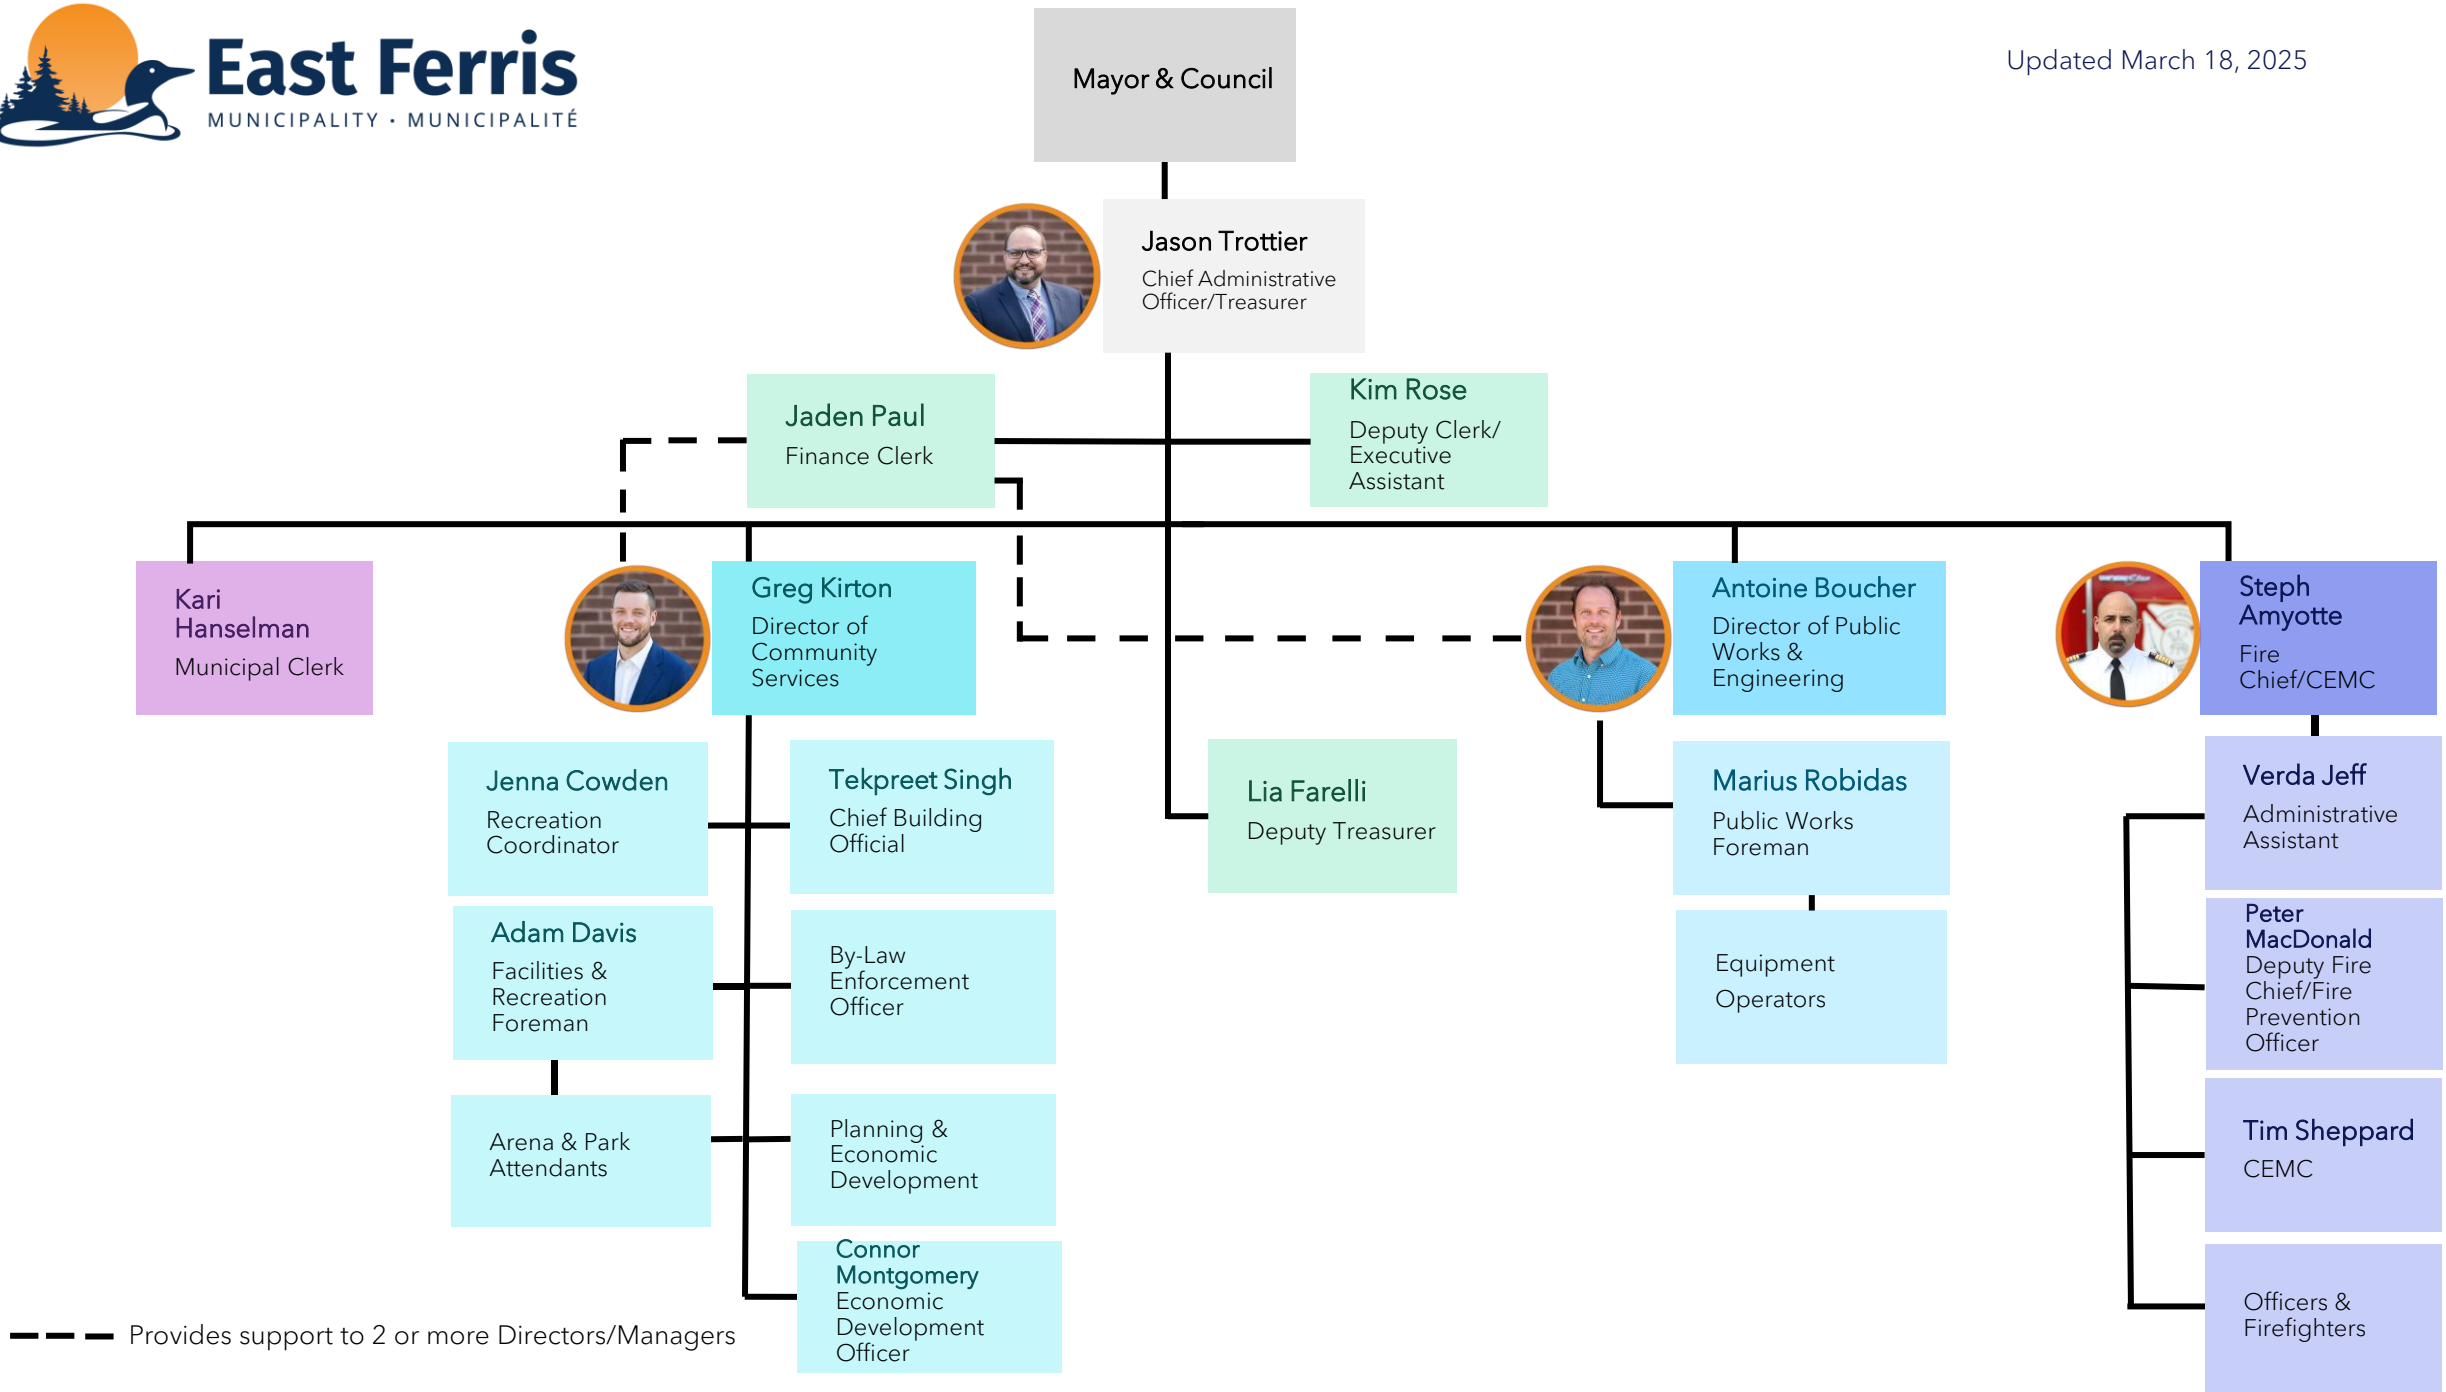 East Ferris
MUNICIPALITY • MUNICIPALITÉ
Updated March 18, 2025
Mayor & Council
Jason Trottier
Chief Administrative
Officer/Treasurer
Jaden Paul
Finance Clerk
Kim Rose
Deputy Clerk/
Executive
Assistant
Kari
Hanselman
Municipal Clerk
Greg Kirton
Director of
Community
Services
Antoine Boucher
Director of Public
Works &
Engineering
Steph
Amyotte
Fire
Chief/CEMC
Jenna Cowden
Recreation
Coordinator
Tekpreet Singh
Chief Building
Official
Lia Farelli
Deputy Treasurer
Marius Robidas
Public Works
Foreman
Verda Jeff
Administrative
Assistant
Adam Davis
Facilities &
Recreation
Foreman
By-Law
Enforcement
Officer
Equipment
Operators
Peter
MacDonald
Deputy Fire
Chief/Fire
Prevention
Officer
Arena & Park
Attendants
Planning &
Economic
Development
Tim Sheppard
CEMC
Connor
Montgomery
Economic
Development
Officer
Officers &
Firefighters
Provides support to 2 or more Directors/Managers